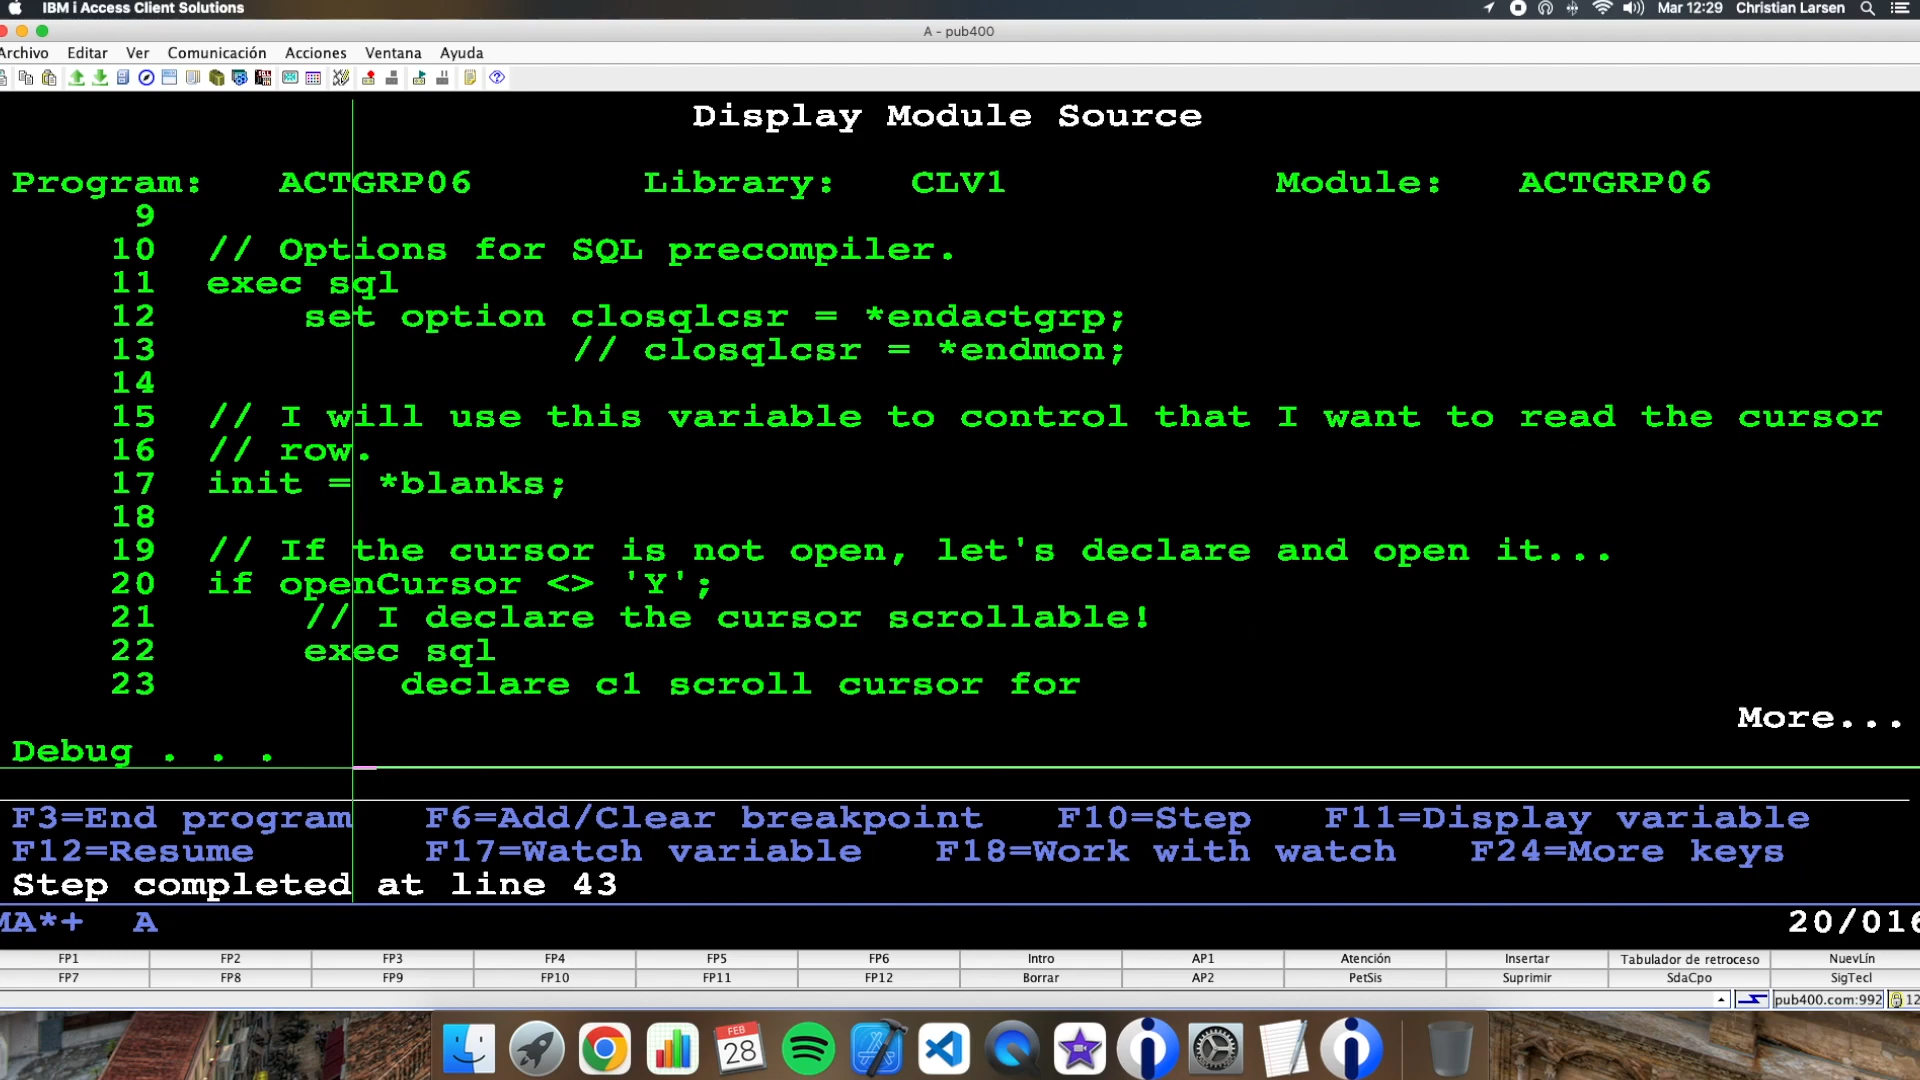 IBM i Access Client Solutions
Mar 12:29 Christian Larsen
A - pub400
Archivo Editar Ver Comunicación Acciones Ventana Ayuda
Display Module Source
Program: ACTGRP06 Library: CLV1 Module: ACTGRP06
9
10 // Options for SQL precompiler.
11 exec sql
12 set option closqlcsr = *endactgrp;
13 // closqlcsr = *endmon;
14
15 // I will use this variable to control that I want to read the cursor
16 // row.
17 init = *blanks;
18
19 // If the cursor is not open, let's declare and open it...
20 if openCursor <> 'Y';
21 // I declare the cursor scrollable!
22 exec sql
23 declare c1 scroll cursor for
More...
Debug . . .
F3=End program F6=Add/Clear breakpoint F10=Step F11=Display variable
F12=Resume F17=Watch variable F18=Work with watch F24=More keys
Step completed at line 43
MA*+ A 20/016
FP1 FP2 FP3 FP4 FP5 FP6 Intro AP1 Atención Insertar Tabulador de retroceso NuevLín
FP7 FP8 FP9 FP10 FP11 FP12 Borrar AP2 PetSis Suprimir SdaCpo SigTecl
pub400.com:992 12
FEB
28